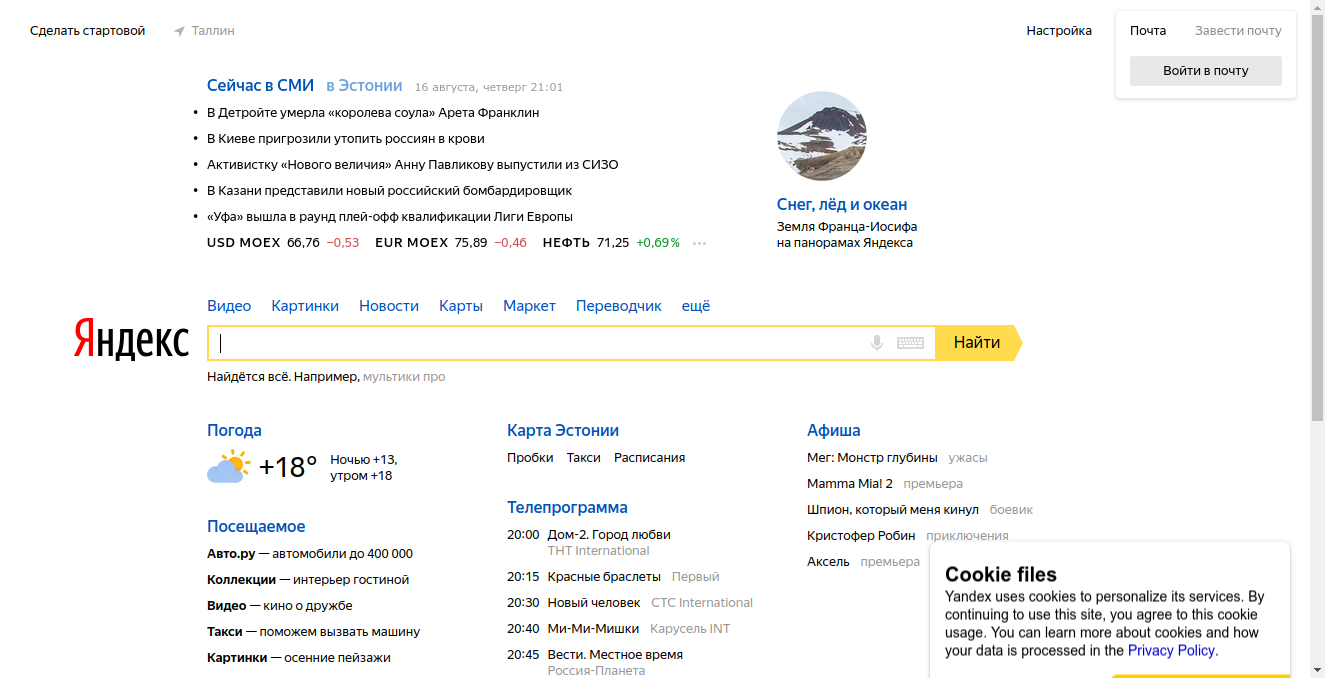 Сделать стартовой
Таллин
Настройка
Почта
Завести почту
Войти в почту
Сейчас в СМИ в Эстонии 16 августа, четверг 21:01
В Детройте умерла «королева соула» Арета Франклин
В Киеве пригрозили утопить россиян в крови
Активистку «Нового величия» Анну Павликову выпустили из СИЗО
В Казани представили новый российский бомбардировщик
«Уфа» вышла в раунд плей-офф квалификации Лиги Европы
USD MOEX 66,76 −0,53 EUR MOEX 75,89 −0,46 НЕФТЬ 71,25 +0,69%
Снег, лёд и океан
Земля Франца-Иосифа
на панорамах Яндекса
Видео Картинки Новости Карты Маркет Переводчик ещё
Яндекс
Найти
Найдётся всё. Например, мультики про
Погода
+18°
Ночью +13,
утром +18
Посещаемое
Авто.ру — автомобили до 400 000
Коллекции — интерьер гостиной
Видео — кино о дружбе
Такси — поможем вызвать машину
Картинки — осенние пейзажи
Карта Эстонии
Пробки Такси Расписания
Телепрограмма
20:00 Дом-2. Город любви
ТНТ International
20:15 Красные браслеты Первый
20:30 Новый человек СТС International
20:40 Ми-Ми-Мишки Карусель INT
20:45 Вести. Местное время
Россия-Планета
Афиша
Мег: Монстр глубины ужасы
Mamma Mia! 2 премьера
Шпион, который меня кинул боевик
Кристофер Робин приключения
Аксель премьера
Cookie files
Yandex uses cookies to personalize its services. By
continuing to use this site, you agree to this cookie
usage. You can learn more about cookies and how
your data is processed in the Privacy Policy.